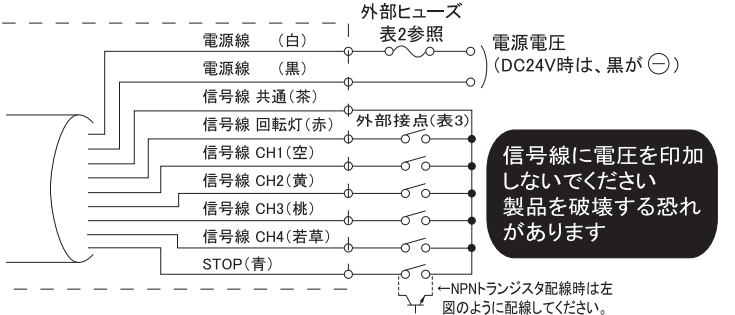 外部ヒューズ
表2参照
電源線 （白）
電源電圧
（DC24V時は、黒が㊀）
電源線 （黒）
信号線 共通（茶）
信号線 回転灯（赤）
外部接点（表3）
信号線 CH1（空）
信号線 CH2（黄）
信号線 CH3（桃）
信号線 CH4（若草）
STOP（青）
信号線に電圧を印加
しないでください
製品を破壊する恐れ
があります
←NPNトランジスタ配線時は左
図のように配線してください。